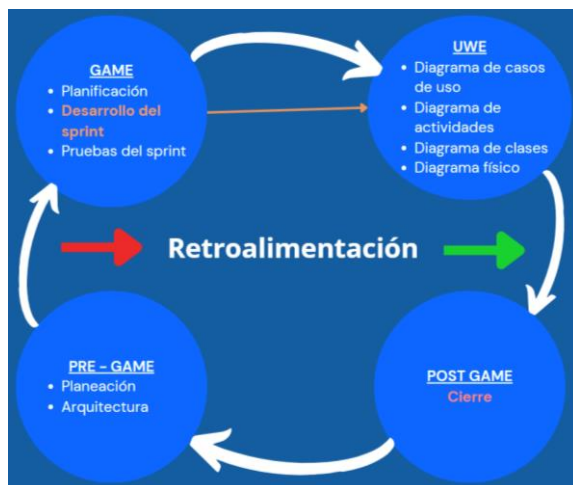 GAME
• Planificación
• Desarrollo del
sprint
• Pruebas del sprint
UWE
• Diagrama de casos
de uso
• Diagrama de
actividades
• Diagrama de clases
• Diagrama físico
Retroalimentación
PRE - GAME
• Planeación
• Arquitectura
POST GAME
Cierre